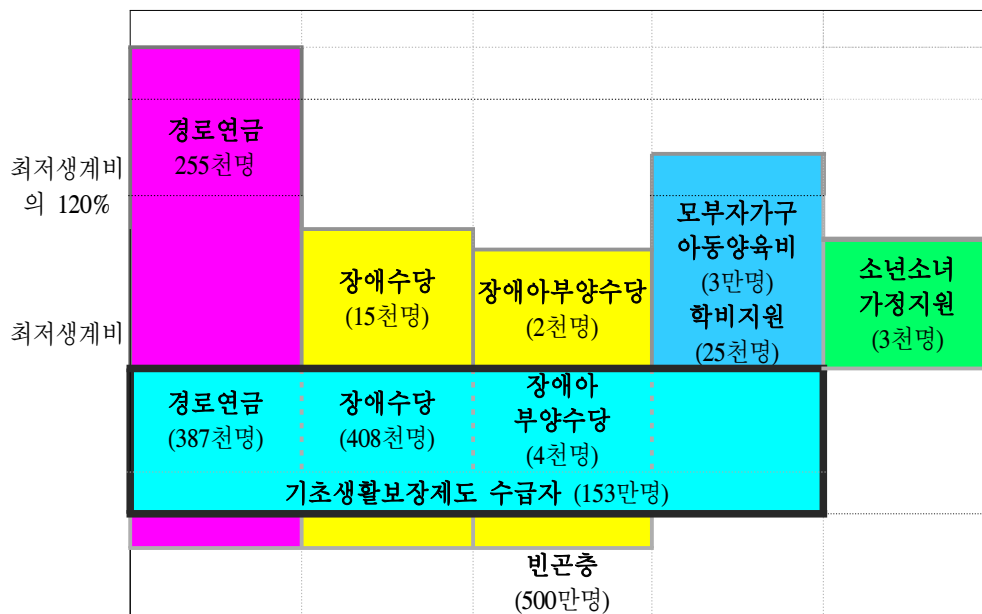 경로연금
255천명
최저생계비
의 120%
모부자가구
아동양육비
(3만명)
학비지원
(25천명)
장애수당
(15천명)
장애아부양수당
(2천명)
소년소녀
가정지원
(3천명)
최저생계비
경로연금
(387천명)
장애수당
(408천명)
장애아
부양수당
(4천명)
기초생활보장제도 수급자 (153만명)
빈곤층
(500만명)